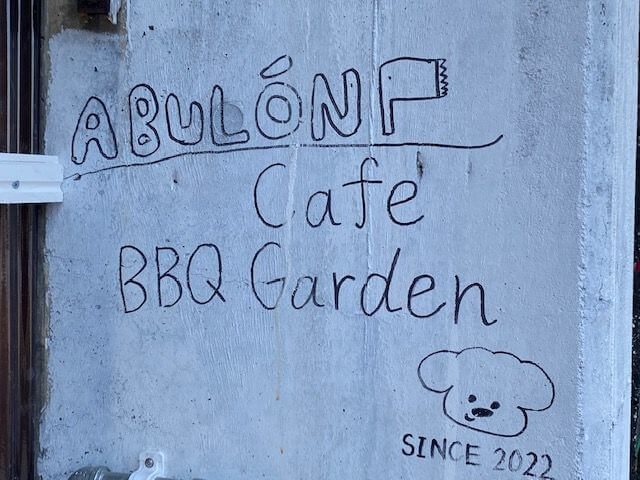 ABULÓN
Cafe
BBQ Garden
SINCE 2022